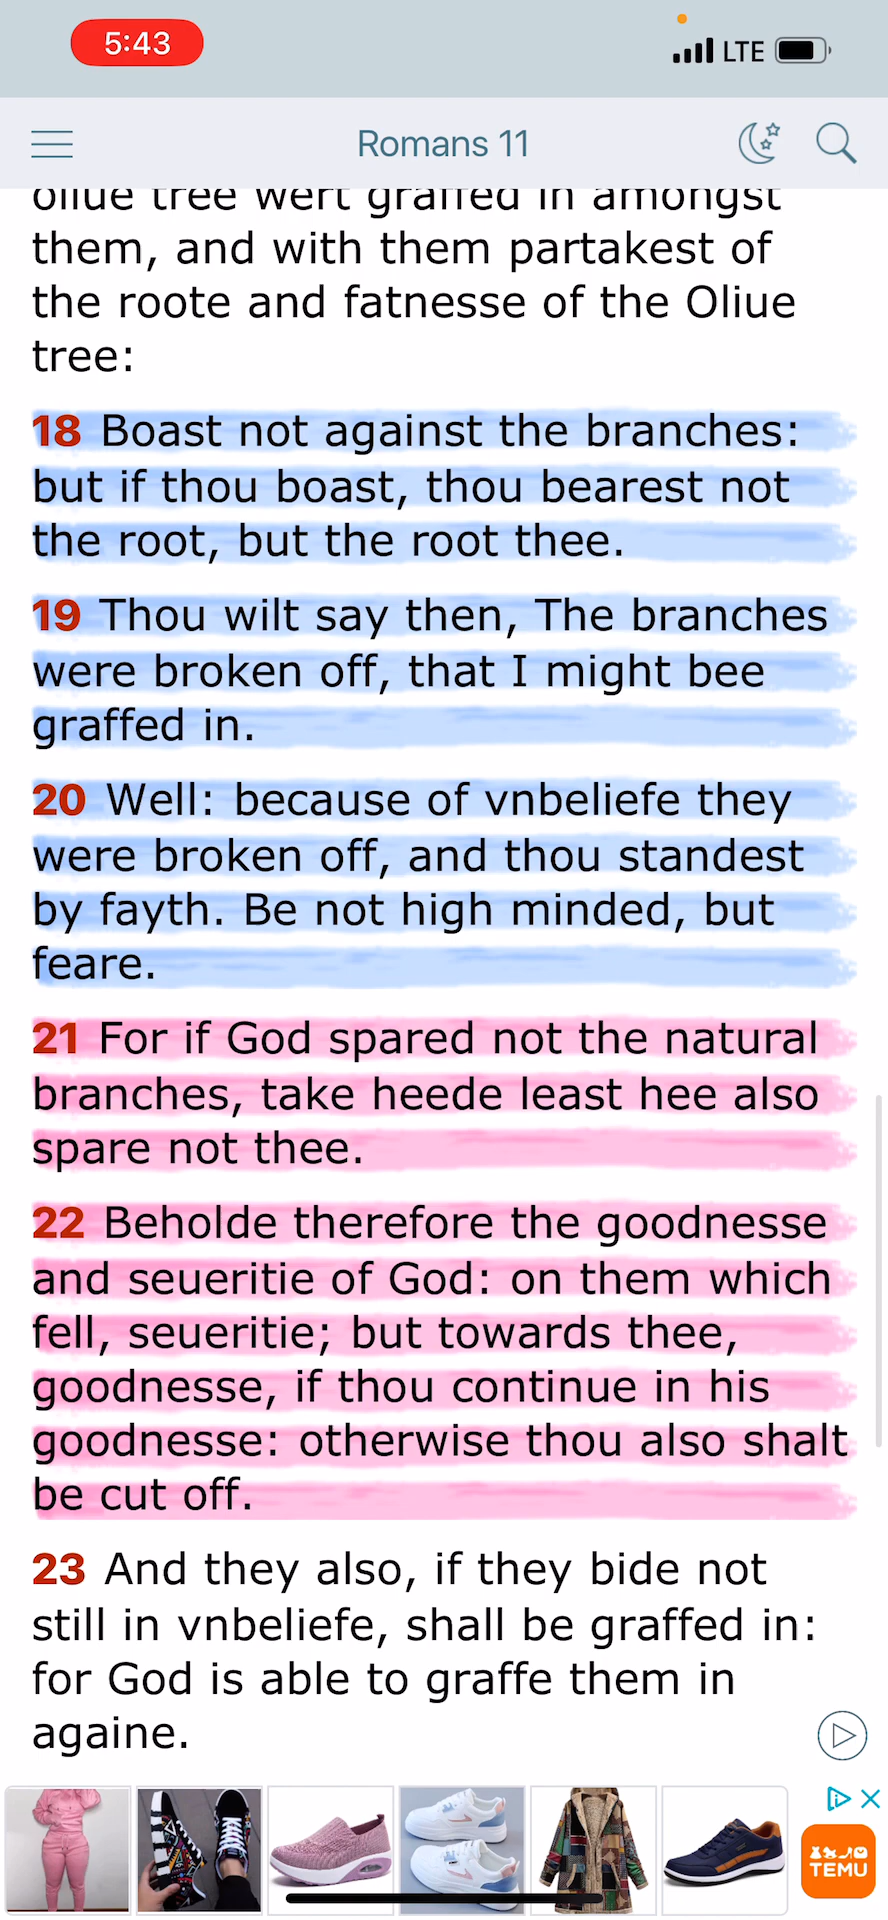 5:43
LTE
Romans 11
oliue tree wert graffed in amongst
them, and with them partakest of
the roote and fatnesse of the Oliue
tree:
18 Boast not against the branches:
but if thou boast, thou bearest not
the root, but the root thee.
19 Thou wilt say then, The branches
were broken off, that I might bee
graffed in.
20 Well: because of vnbeliefe they
were broken off, and thou standest
by fayth. Be not high minded, but
feare.
21 For if God spared not the natural
branches, take heede least hee also
spare not thee.
22 Beholde therefore the goodnesse
and seueritie of God: on them which
fell, seueritie; but towards thee,
goodnesse, if thou continue in his
goodnesse: otherwise thou also shalt
be cut off.
23 And they also, if they bide not
still in vnbeliefe, shall be graffed in:
for God is able to graffe them in
againe.
TEMU